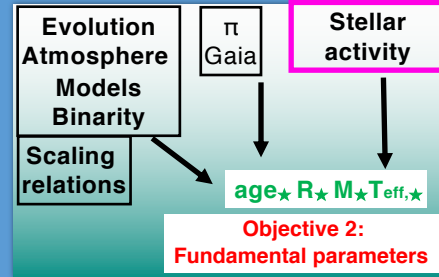 Evolution
Atmosphere
Models
Binarity
Scaling
relations
π
Gaia
Stellar
activity
age★ R★ M★Teff,★
Objective 2:
Fundamental parameters